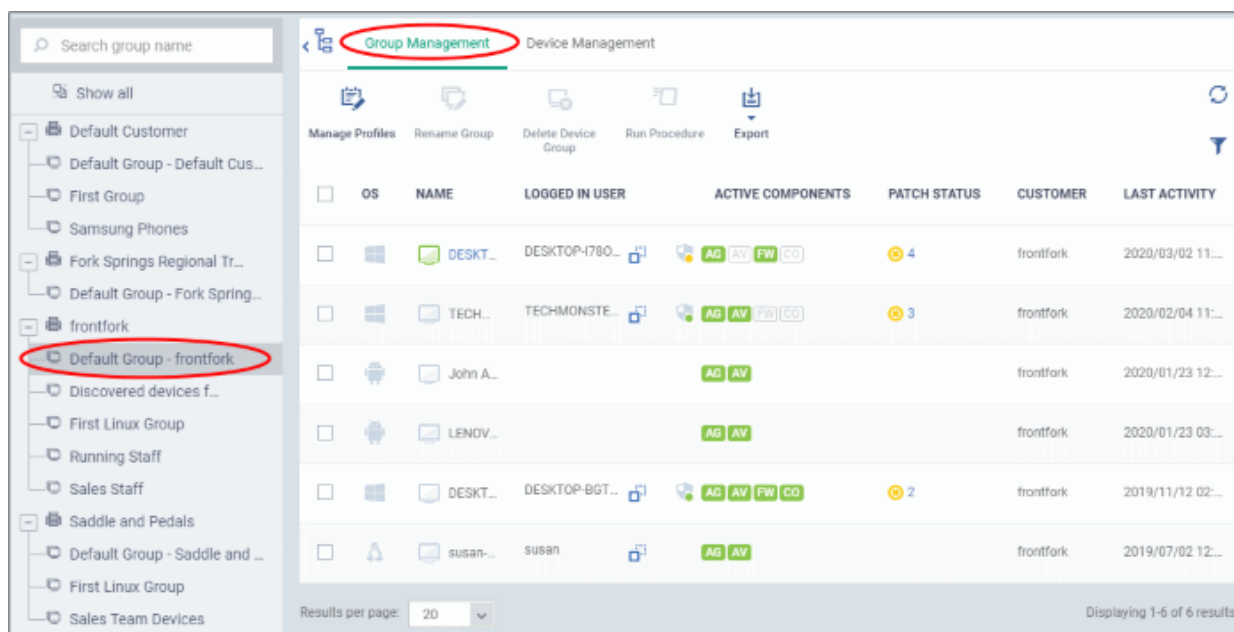 Search group name
Group Management Device Management
Show all
Manage Profiles Rename Group Delete Device Group Run Procedure Export
Default Customer
Default Group - Default Cus...
First Group
Samsung Phones
Fork Springs Regional Tr...
Default Group - Fork Spring...
frontfork
Default Group - frontfork
Discovered devices f...
First Linux Group
Running Staff
Sales Staff
Saddle and Pedals
Default Group - Saddle and ...
First Linux Group
Sales Team Devices
OS NAME LOGGED IN USER ACTIVE COMPONENTS PATCH STATUS CUSTOMER LAST ACTIVITY
DESKT... DESKTOP-I78O... AG AV FW CO 4 frontfork 2020/03/02 11:...
TECH... TECHMONSTE... AG AV FW CO 3 frontfork 2020/02/04 11:...
John A... AG AV frontfork 2020/01/23 12:...
LENOV... AG AV frontfork 2020/01/23 03:...
DESKT... DESKTOP-BGT... AG AV FW CO 2 frontfork 2019/11/12 02:...
susan-... susan AG AV frontfork 2019/07/02 12:...
Results per page: 20 Displaying 1-6 of 6 results